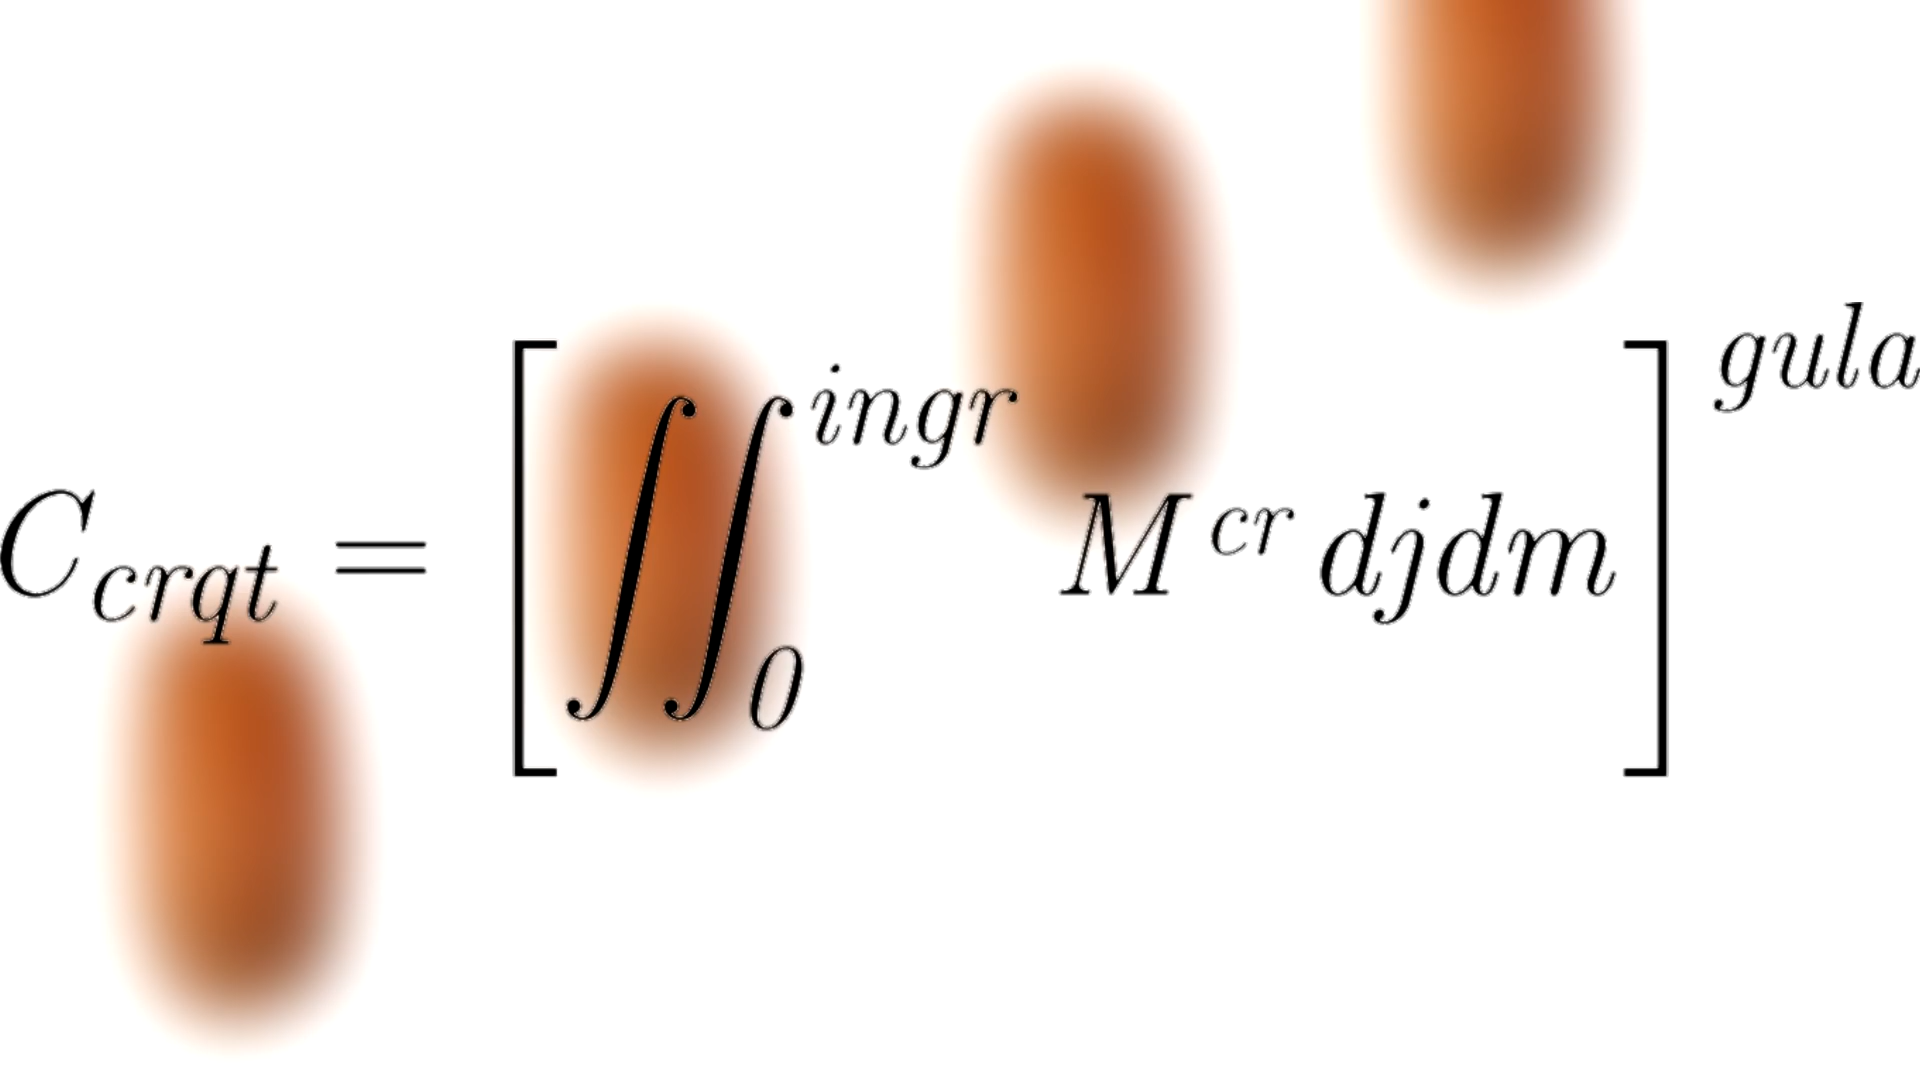 C_{crqt} = [∬_0^{ingr} M^{cr} djdm]^{gula}